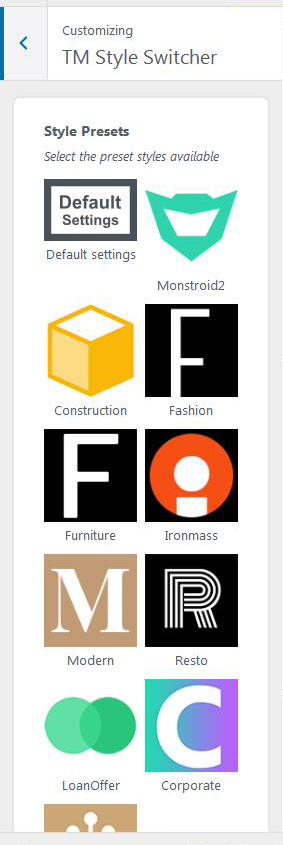 Customizing
TM Style Switcher
Style Presets
Select the preset styles available
Default
Settings
Default settings
Monstroid2
Construction
F
Fashion
F
Furniture
Ironmass
M
Modern
R
Resto
LoanOffer
C
Corporate